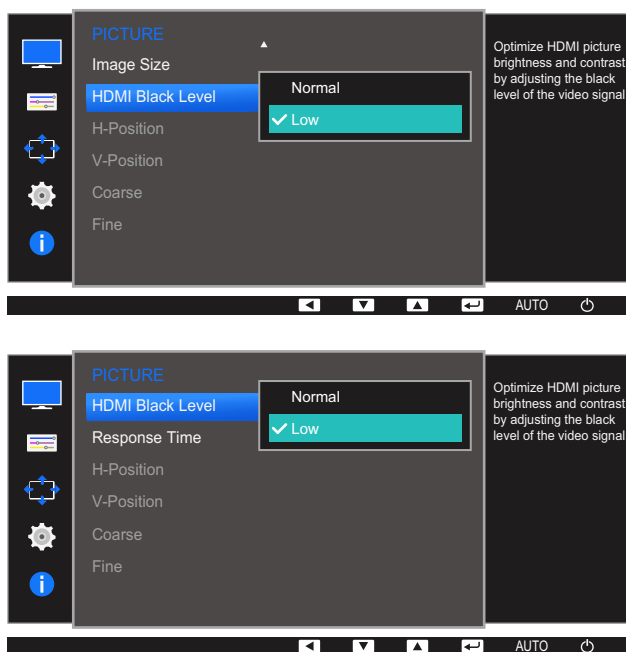 PICTURE
Image Size
HDMI Black Level
H-Position
V-Position
Coarse
Fine
Normal
Low
Optimize HDMI picture
brightness and contrast
by adjusting the black
level of the video signal
AUTO
PICTURE
HDMI Black Level
Response Time
H-Position
V-Position
Coarse
Fine
Normal
Low
Optimize HDMI picture
brightness and contrast
by adjusting the black
level of the video signal
AUTO